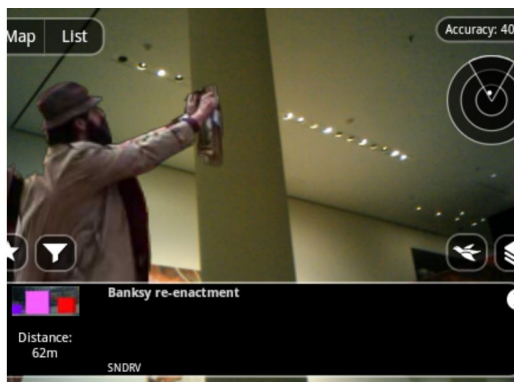 Map List
Accuracy: 40
Banksy re-enactment
Distance:
62m
SNDRV